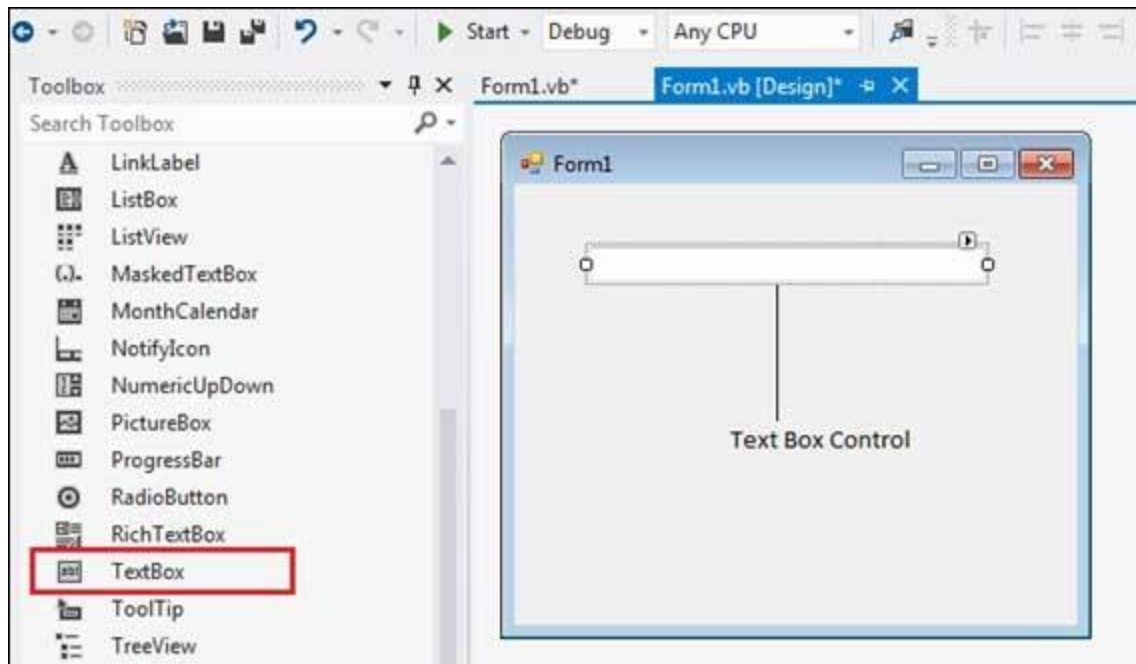 Start Debug Any CPU
Toolbox
Form1.vb* Form1.vb [Design]*
Search Toolbox
LinkLabel
ListBox
ListView
MaskedTextBox
MonthCalendar
NotifyIcon
NumericUpDown
PictureBox
ProgressBar
RadioButton
RichTextBox
TextBox
ToolTip
TreeView
Form1
Text Box Control